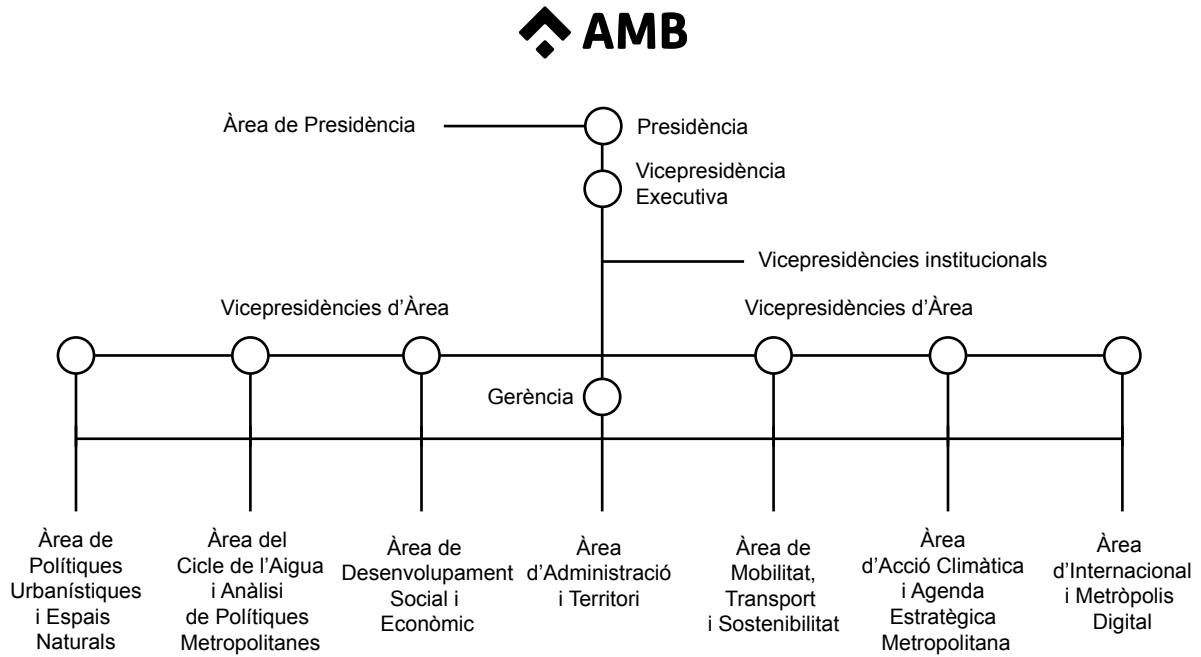 AMB
Àrea de Presidència
Presidència
Vicepresidència
Executiva
Vicepresidències institucionals
Vicepresidències d’Àrea
Vicepresidències d’Àrea
Gerència
Àrea de
Polítiques
Urbanístiques
i Espais
Naturals
Àrea del
Cicle de l’Aigua
i Anàlisi
de Polítiques
Metropolitanes
Àrea de
Desenvolupament
Social i
Econòmic
Àrea
d’Administració
i Territori
Àrea de
Mobilitat,
Transport
i Sostenibilitat
Àrea
d’Acció Climàtica
i Agenda
Estratègica
Metropolitana
Àrea
d’Internacional
i Metròpolis
Digital